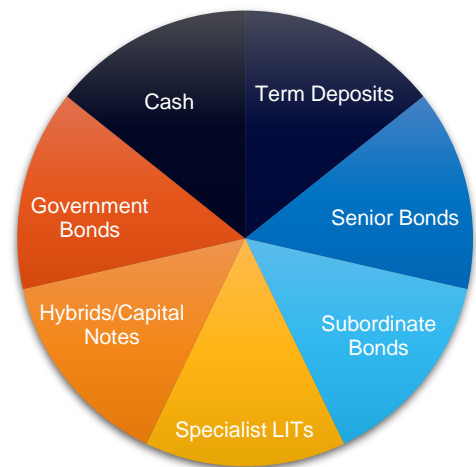 Cash
Term Deposits
Government
Bonds
Senior Bonds
Hybrids/Capital
Notes
Subordinate
Bonds
Specialist LITs